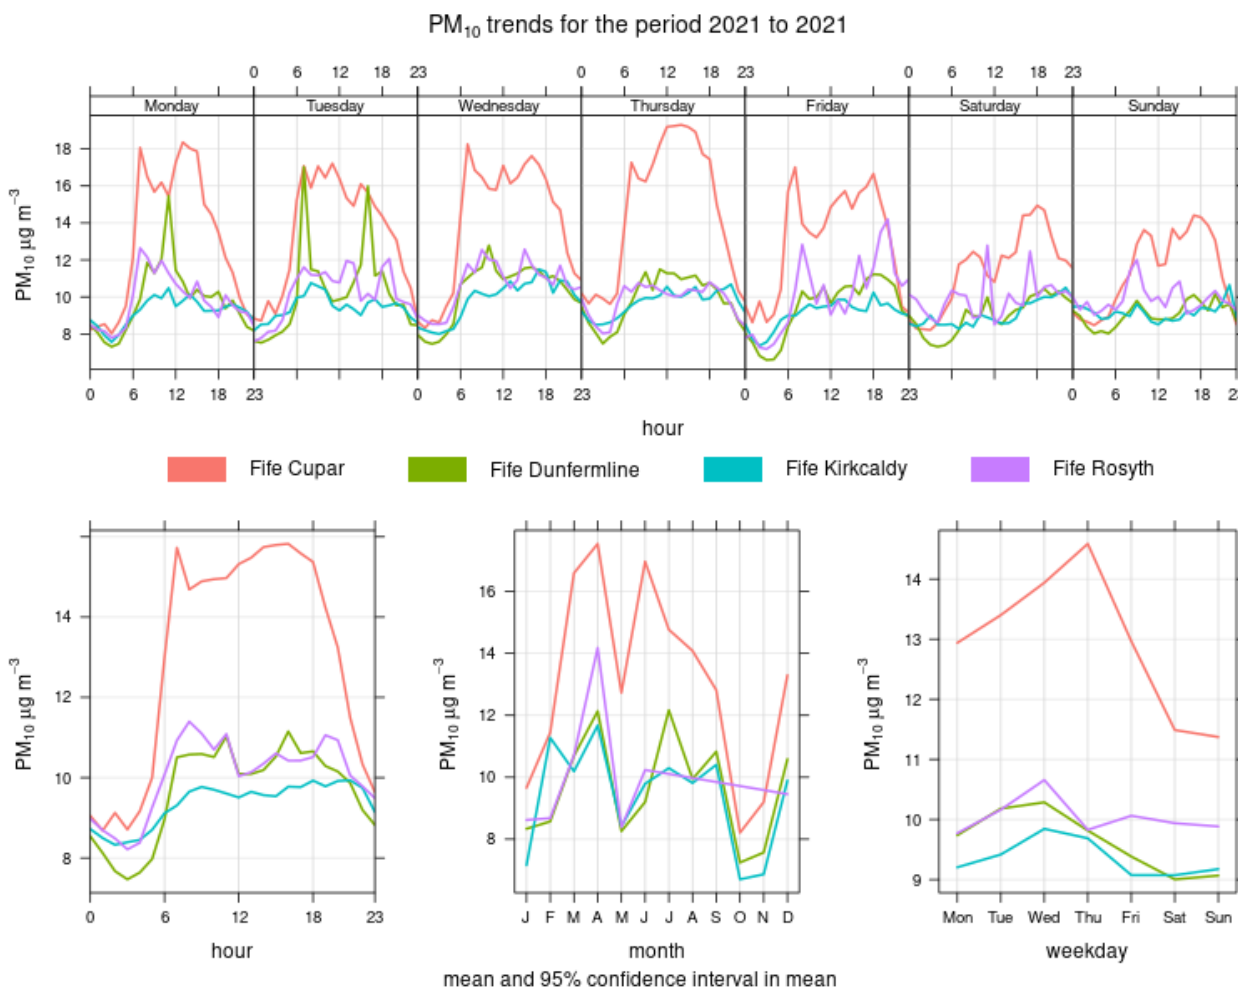 PM10 trends for the period 2021 to 2021
0 6 12 18 23 0 6 12 18 23 0 6 12 18 23
Monday Tuesday Wednesday Thursday Friday Saturday Sunday
18
16
14
12
10
8
PM10 µg m−3
0 6 12 18 23 6 12 18 23 0 6 12 18 23 0 6 12 18 23
hour
Fife Cupar Fife Dunfermline Fife Kirkcaldy Fife Rosyth
14
12
10
8
PM10 µg m−3
0 6 12 18 23
hour
16
14
12
10
8
PM10 µg m−3
J F M A M J J A S O N D
month
14
13
12
11
10
9
PM10 µg m−3
Mon Tue Wed Thu Fri Sat Sun
weekday
mean and 95% confidence interval in mean